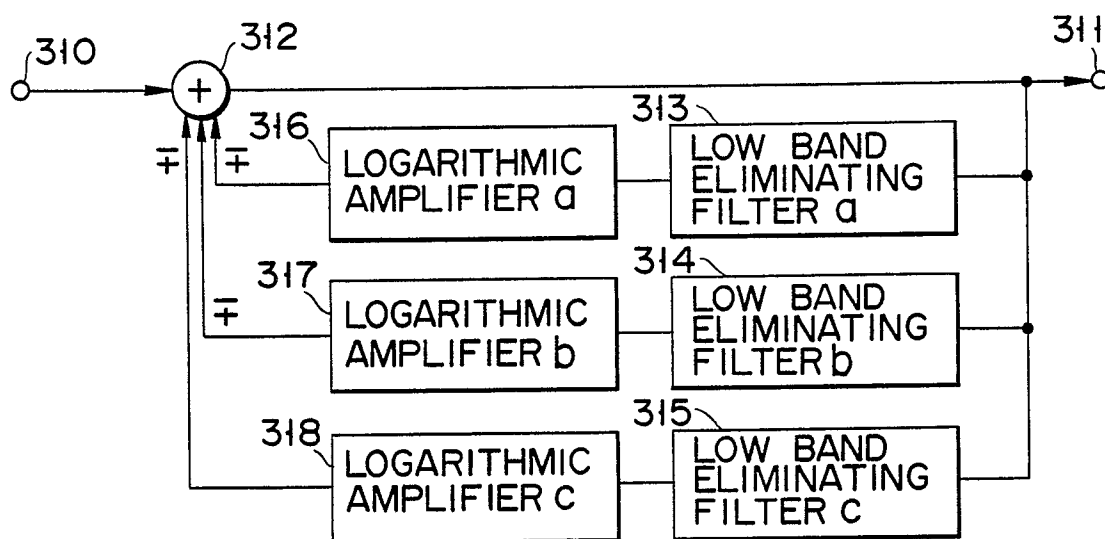 310
312
311
+
∓
∓
316
LOGARITHMIC
AMPLIFIER a
313
LOW BAND
ELIMINATING
FILTER a
317
∓
LOGARITHMIC
AMPLIFIER b
314
LOW BAND
ELIMINATING
FILTER b
318
LOGARITHMIC
AMPLIFIER c
315
LOW BAND
ELIMINATING
FILTER c